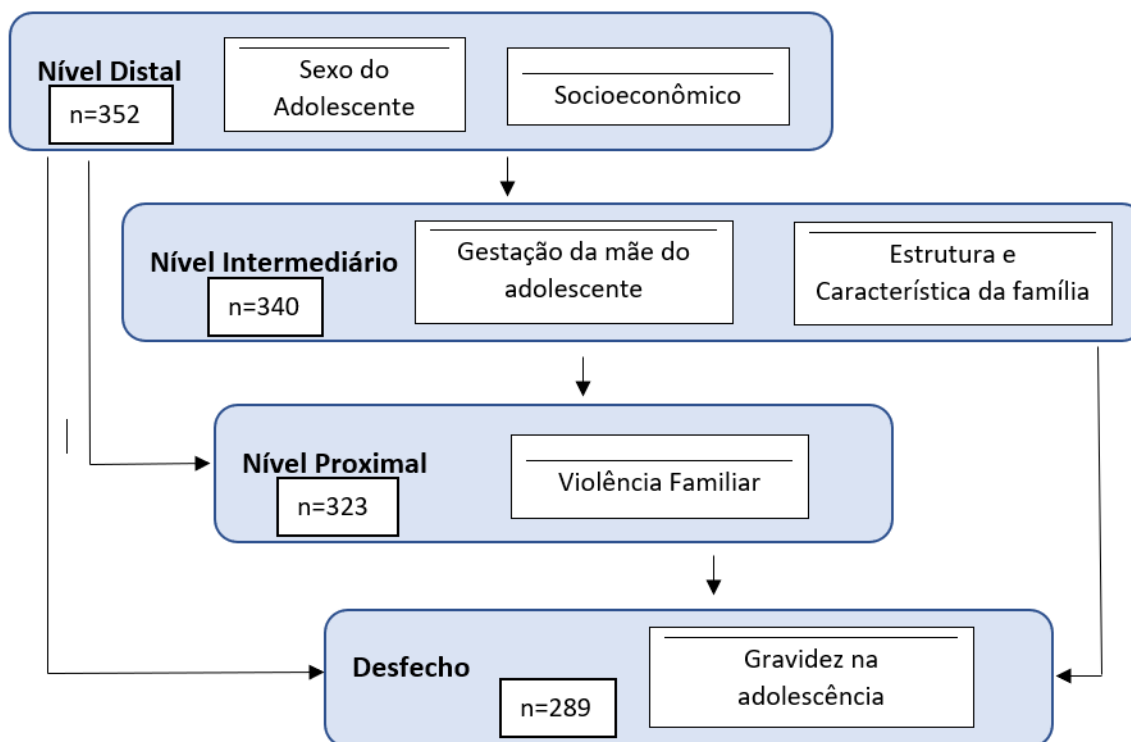 Nível Distal
n=352
Sexo do
Adolescente
Socioeconômico
Nível Intermediário
n=340
Gestação da mãe do
adolescente
Estrutura e
Característica da família
Nível Proximal
n=323
Violência Familiar
Desfecho
n=289
Gravidez na
adolescência